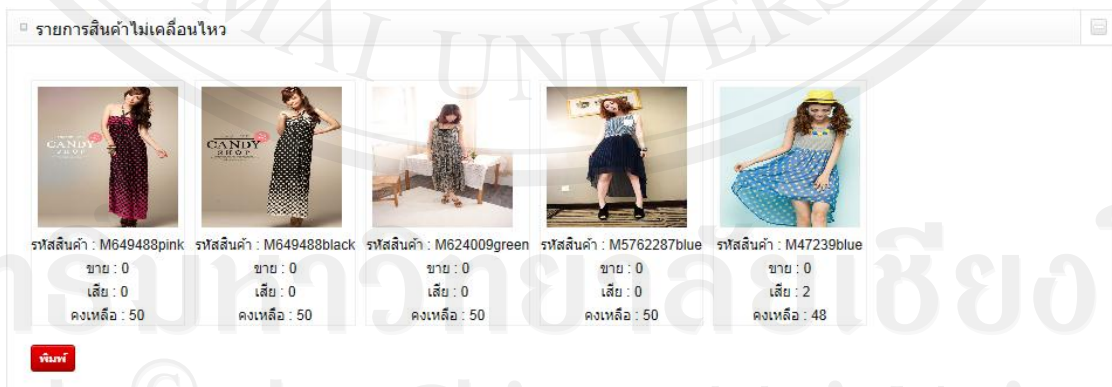 MAI UNIVERS
รายการสินค้าไม่เคลื่อนไหว
CANDY
SHOP
CANDY
SHOP
รหัสสินค้า : M649488pink รหัสสินค้า : M649488black รหัสสินค้า : M624009green รหัสสินค้า : M5762287blue รหัสสินค้า : M47239blue
ขาย : 0 ขาย : 0 ขาย : 0 ขาย : 0 ขาย : 0
เสีย : 0 เสีย : 0 เสีย : 0 เสีย : 0 เสีย : 2
คงเหลือ : 50 คงเหลือ : 50 คงเหลือ : 50 คงเหลือ : 50 คงเหลือ : 48
พิมพ์